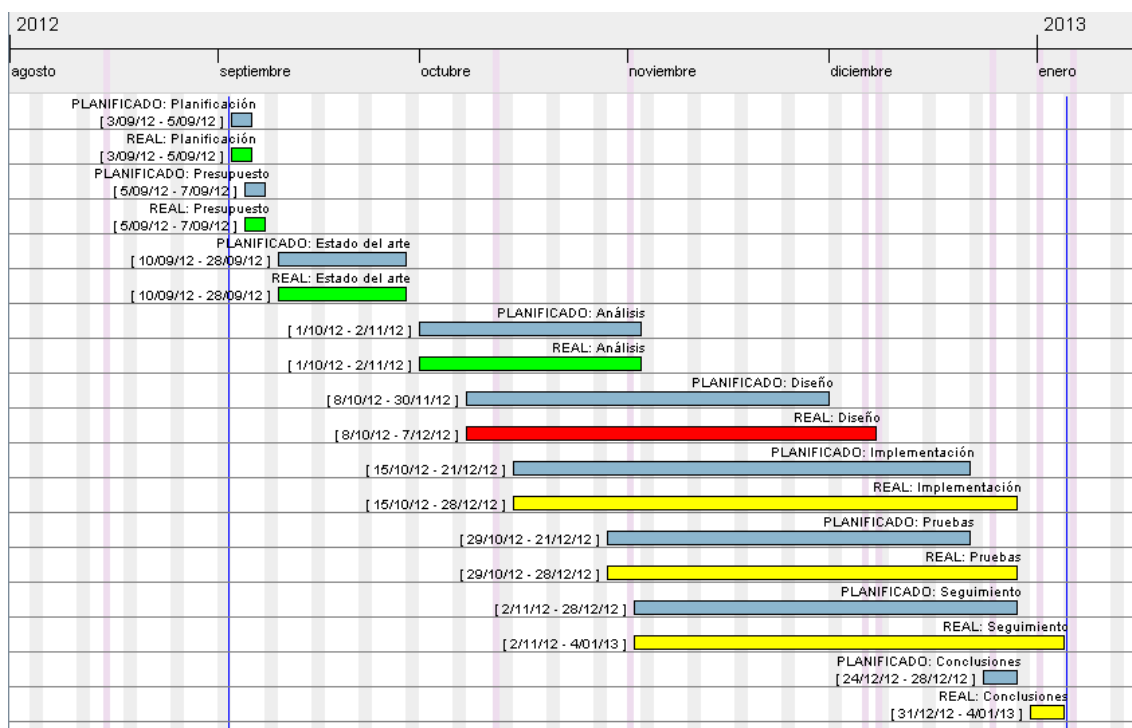 2012 2013
agosto septiembre octubre noviembre diciembre enero
PLANIFICADO: Planificación
[ 3/09/12 - 5/09/12 ]
REAL: Planificación
[ 3/09/12 - 5/09/12 ]
PLANIFICADO: Presupuesto
[ 5/09/12 - 7/09/12 ]
REAL: Presupuesto
[ 5/09/12 - 7/09/12 ]
PLANIFICADO: Estado del arte
[ 10/09/12 - 28/09/12 ]
REAL: Estado del arte
[ 10/09/12 - 28/09/12 ]
PLANIFICADO: Análisis
[ 1/10/12 - 2/11/12 ]
REAL: Análisis
[ 1/10/12 - 2/11/12 ]
PLANIFICADO: Diseño
[ 8/10/12 - 30/11/12 ]
REAL: Diseño
[ 8/10/12 - 7/12/12 ]
PLANIFICADO: Implementación
[ 15/10/12 - 21/12/12 ]
REAL: Implementación
[ 15/10/12 - 28/12/12 ]
PLANIFICADO: Pruebas
[ 29/10/12 - 21/12/12 ]
REAL: Pruebas
[ 29/10/12 - 28/12/12 ]
PLANIFICADO: Seguimiento
[ 2/11/12 - 28/12/12 ]
REAL: Seguimiento
[ 2/11/12 - 4/01/13 ]
PLANIFICADO: Conclusiones
[ 24/12/12 - 28/12/12 ]
REAL: Conclusiones
[ 31/12/12 - 4/01/13 ]